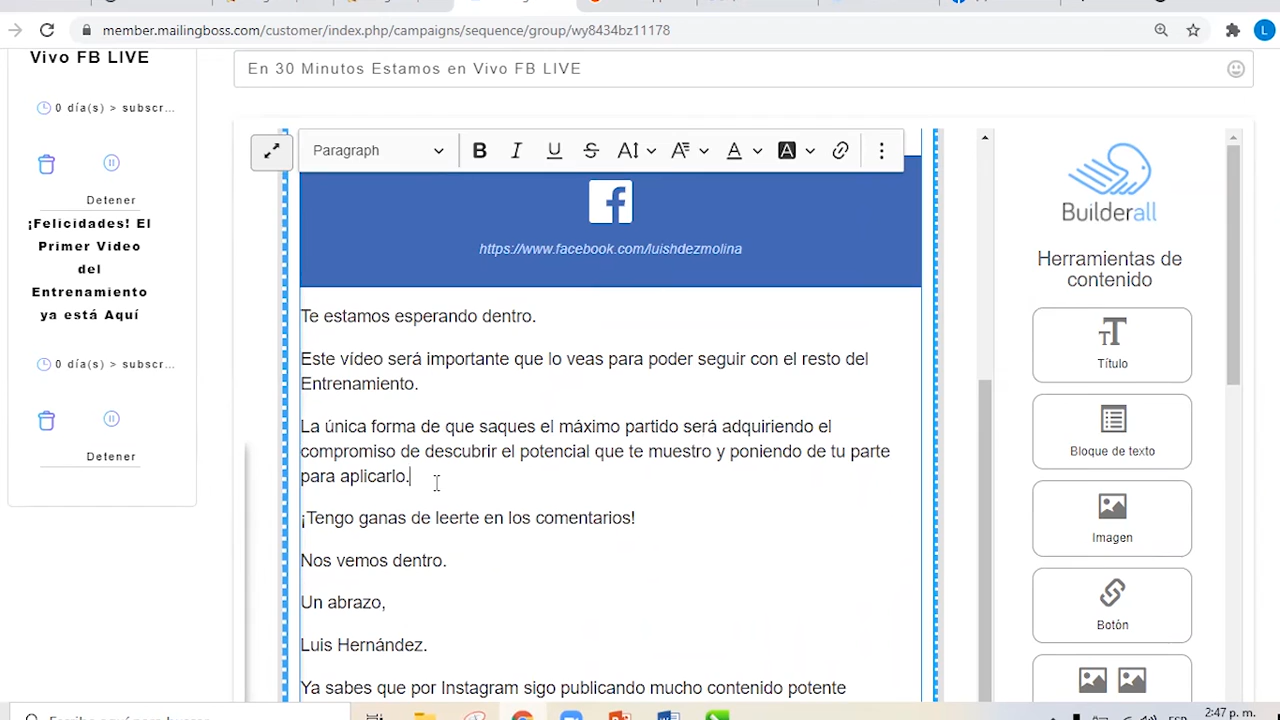 member.mailingboss.com/customer/index.php/campaigns/sequence/group/wy8434bz11178
L
Vivo FB LIVE
0 día(s) > subscr...
Detener
¡Felicidades! El
Primer Video
del
Entrenamiento
ya está Aquí
0 día(s) > subscr...
Detener
En 30 Minutos Estamos en Vivo FB LIVE
Paragraph
B I U S A A A A
https://www.facebook.com/luishdezmolina
Te estamos esperando dentro.
Este vídeo será importante que lo veas para poder seguir con el resto del
Entrenamiento.
La única forma de que saques el máximo partido será adquiriendo el
compromiso de descubrir el potencial que te muestro y poniendo de tu parte
para aplicarlo.
¡Tengo ganas de leerte en los comentarios!
Nos vemos dentro.
Un abrazo,
Luis Hernández.
Ya sabes que por Instagram sigo publicando mucho contenido potente
Builderall
Herramientas de
contenido
Título
Bloque de texto
Imagen
Botón
2:47 p. m.